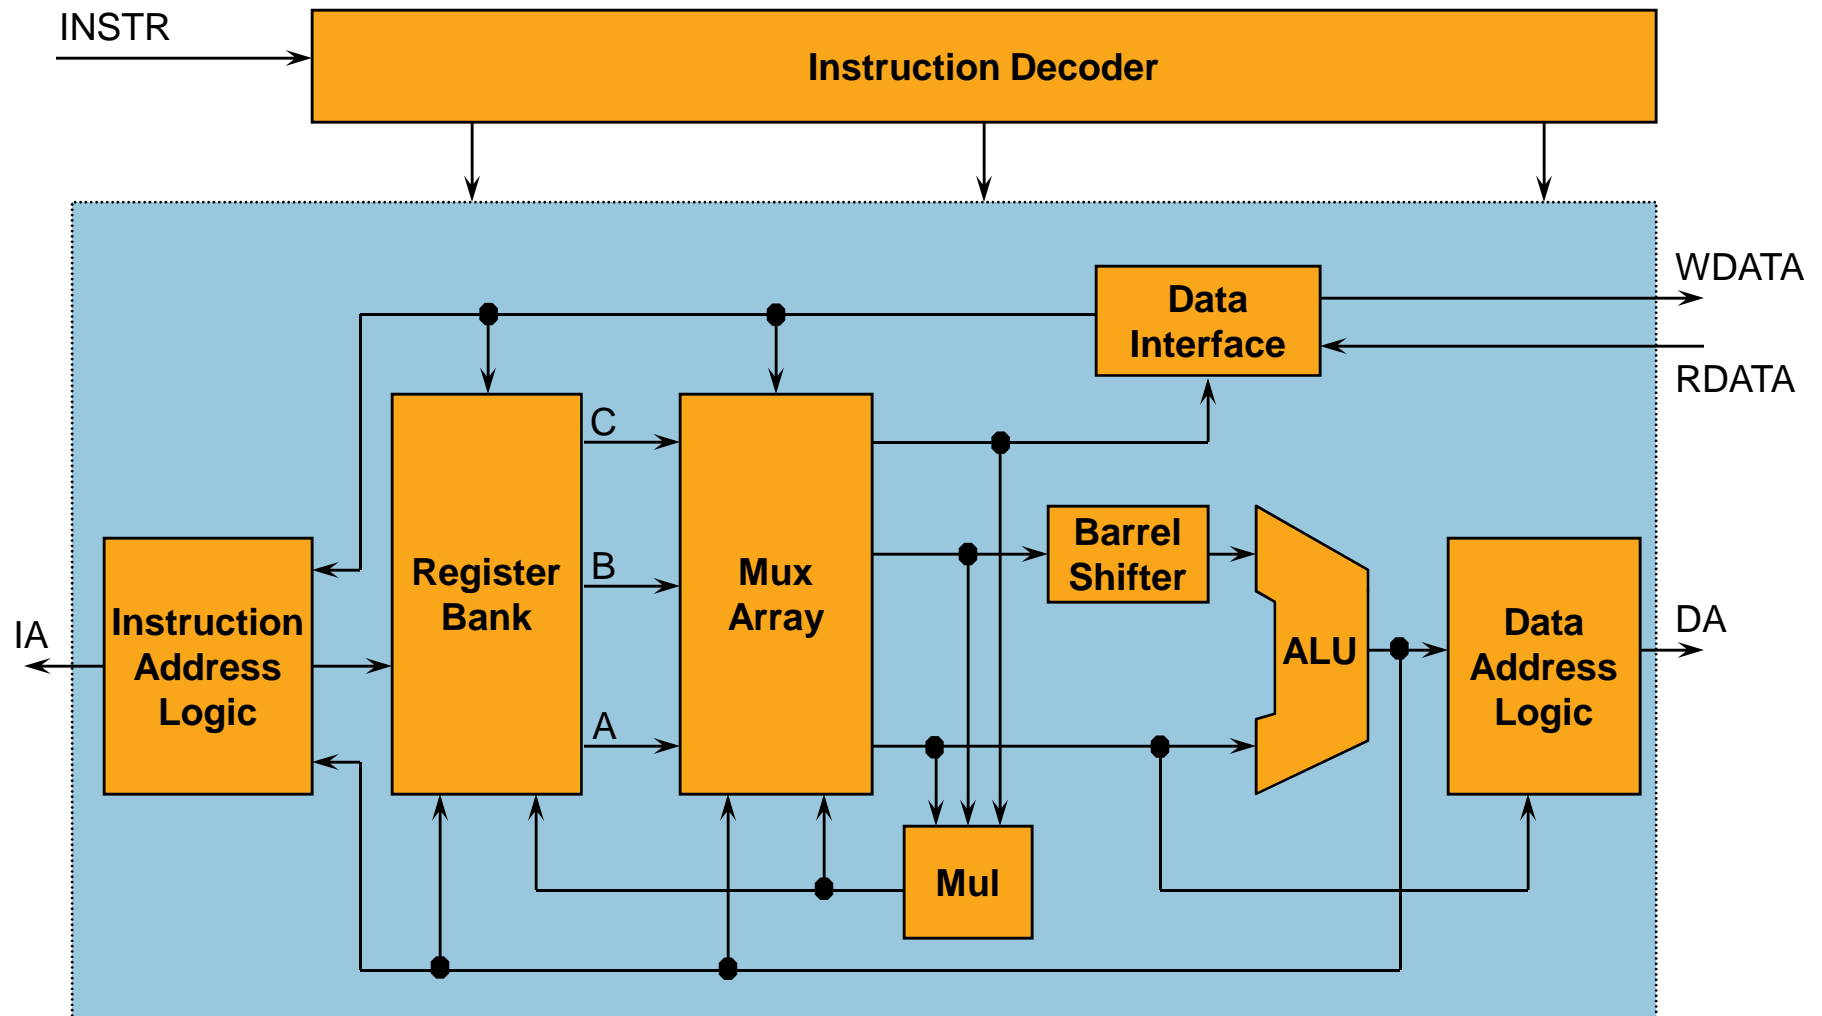 INSTR
Instruction Decoder
WDATA
Data
Interface
RDATA
C
B
A
Register
Bank
Mux
Array
Barrel
Shifter
ALU
IA
Instruction
Address
Logic
Data
Address
Logic
DA
Mul